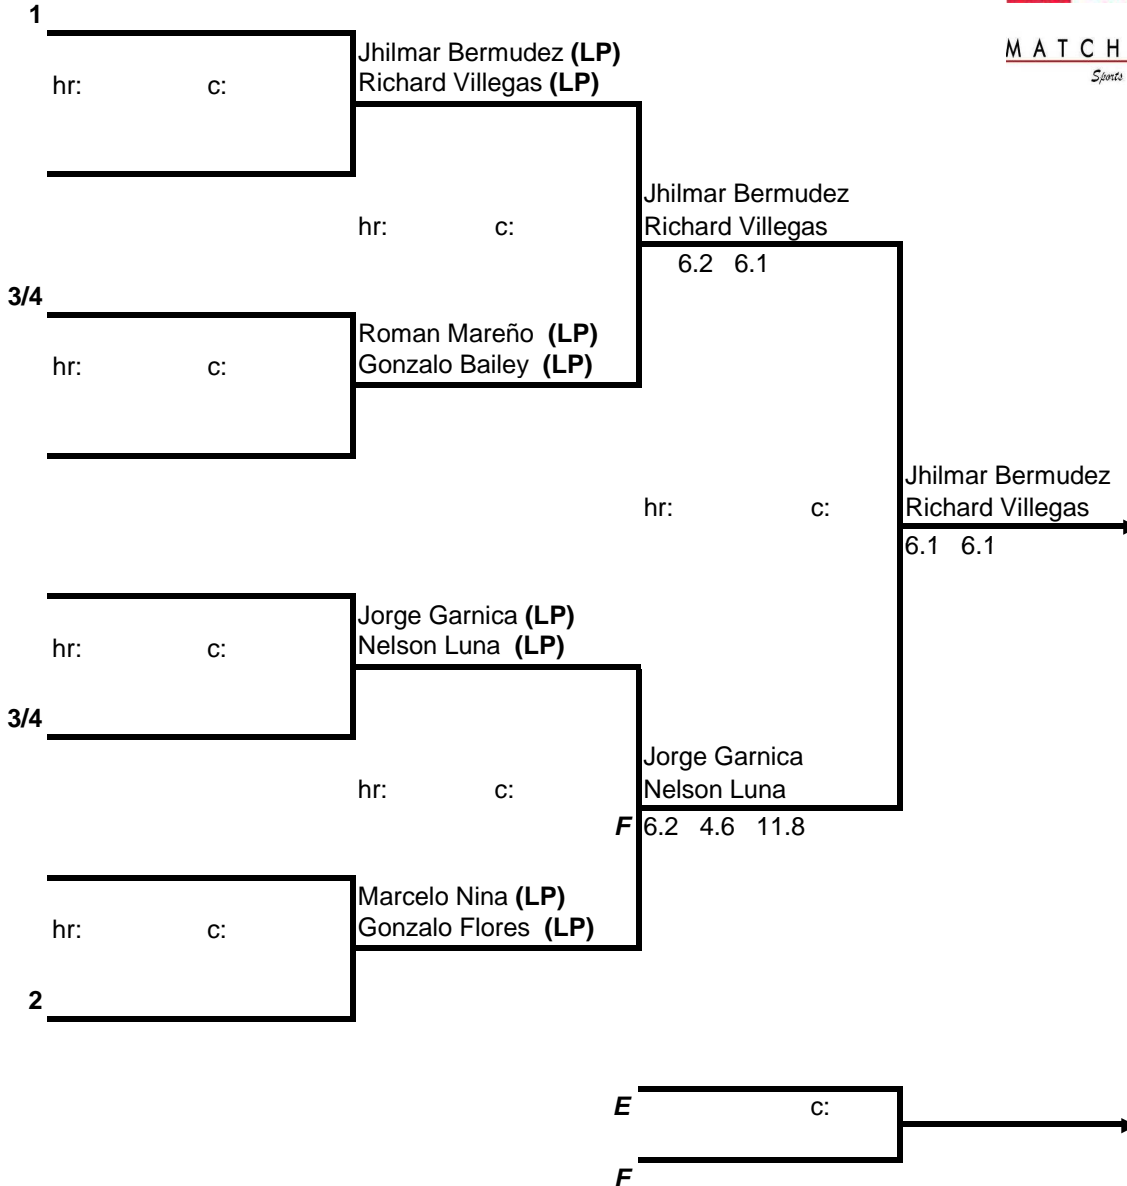 1
M A T C H
Sports
Jhilmar Bermudez (LP)
Richard Villegas (LP)
hr: c:
Jhilmar Bermudez
Richard Villegas
hr: c:
6.2 6.1
3/4
Roman Mareño (LP)
Gonzalo Bailey (LP)
hr: c:
Jhilmar Bermudez
Richard Villegas
hr: c:
6.1 6.1
Jorge Garnica (LP)
Nelson Luna (LP)
hr: c:
3/4
Jorge Garnica
Nelson Luna
hr: c:
F 6.2 4.6 11.8
Marcelo Nina (LP)
Gonzalo Flores (LP)
hr: c:
2
E c:
F